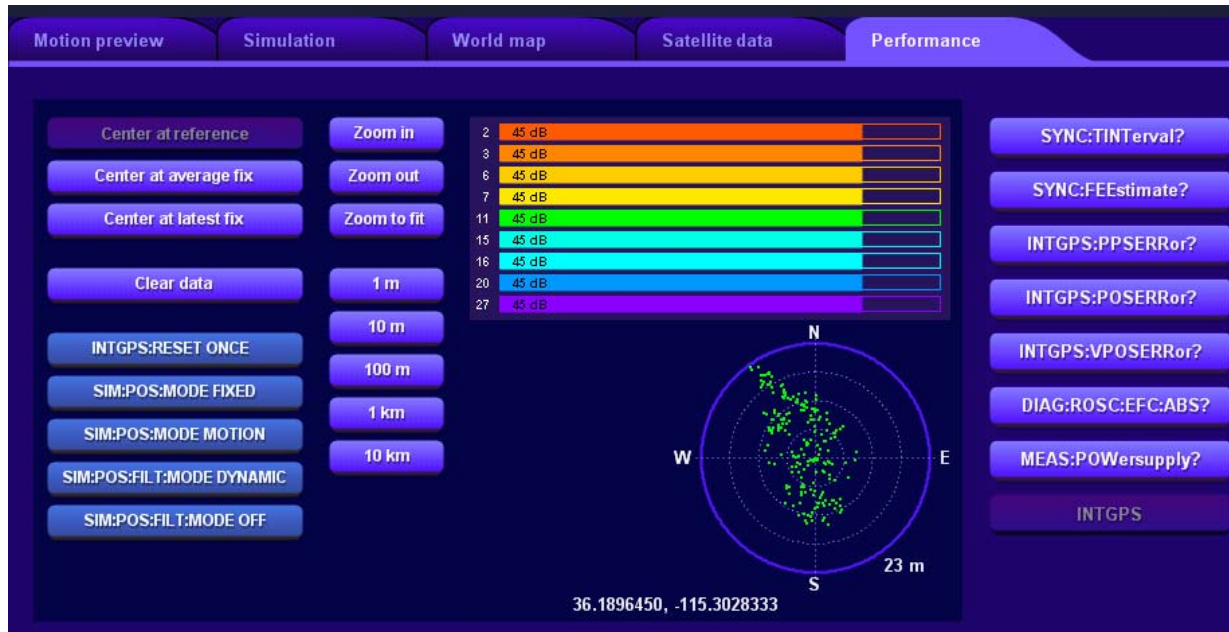 Motion preview
Simulation
World map
Satellite data
Performance
Center at reference
Center at average fix
Center at latest fix
Clear data
INTGPS:RESET ONCE
SIM:POS:MODE FIXED
SIM:POS:MODE MOTION
SIM:POS:FILT:MODE DYNAMIC
SIM:POS:FILT:MODE OFF
Zoom in
Zoom out
Zoom to fit
1 m
10 m
100 m
1 km
10 km
2 45 dB
3 45 dB
6 45 dB
7 45 dB
11 45 dB
15 45 dB
16 45 dB
20 45 dB
27 45 dB
N
W
E
S
23 m
36.1896450, -115.3028333
SYNC:TINTerval?
SYNC:FEEstimate?
INTGPS:PPSERRor?
INTGPS:POSERRor?
INTGPS:VPOSERRor?
DIAG:ROSC:EFC:ABS?
MEAS:POWersupply?
INTGPS